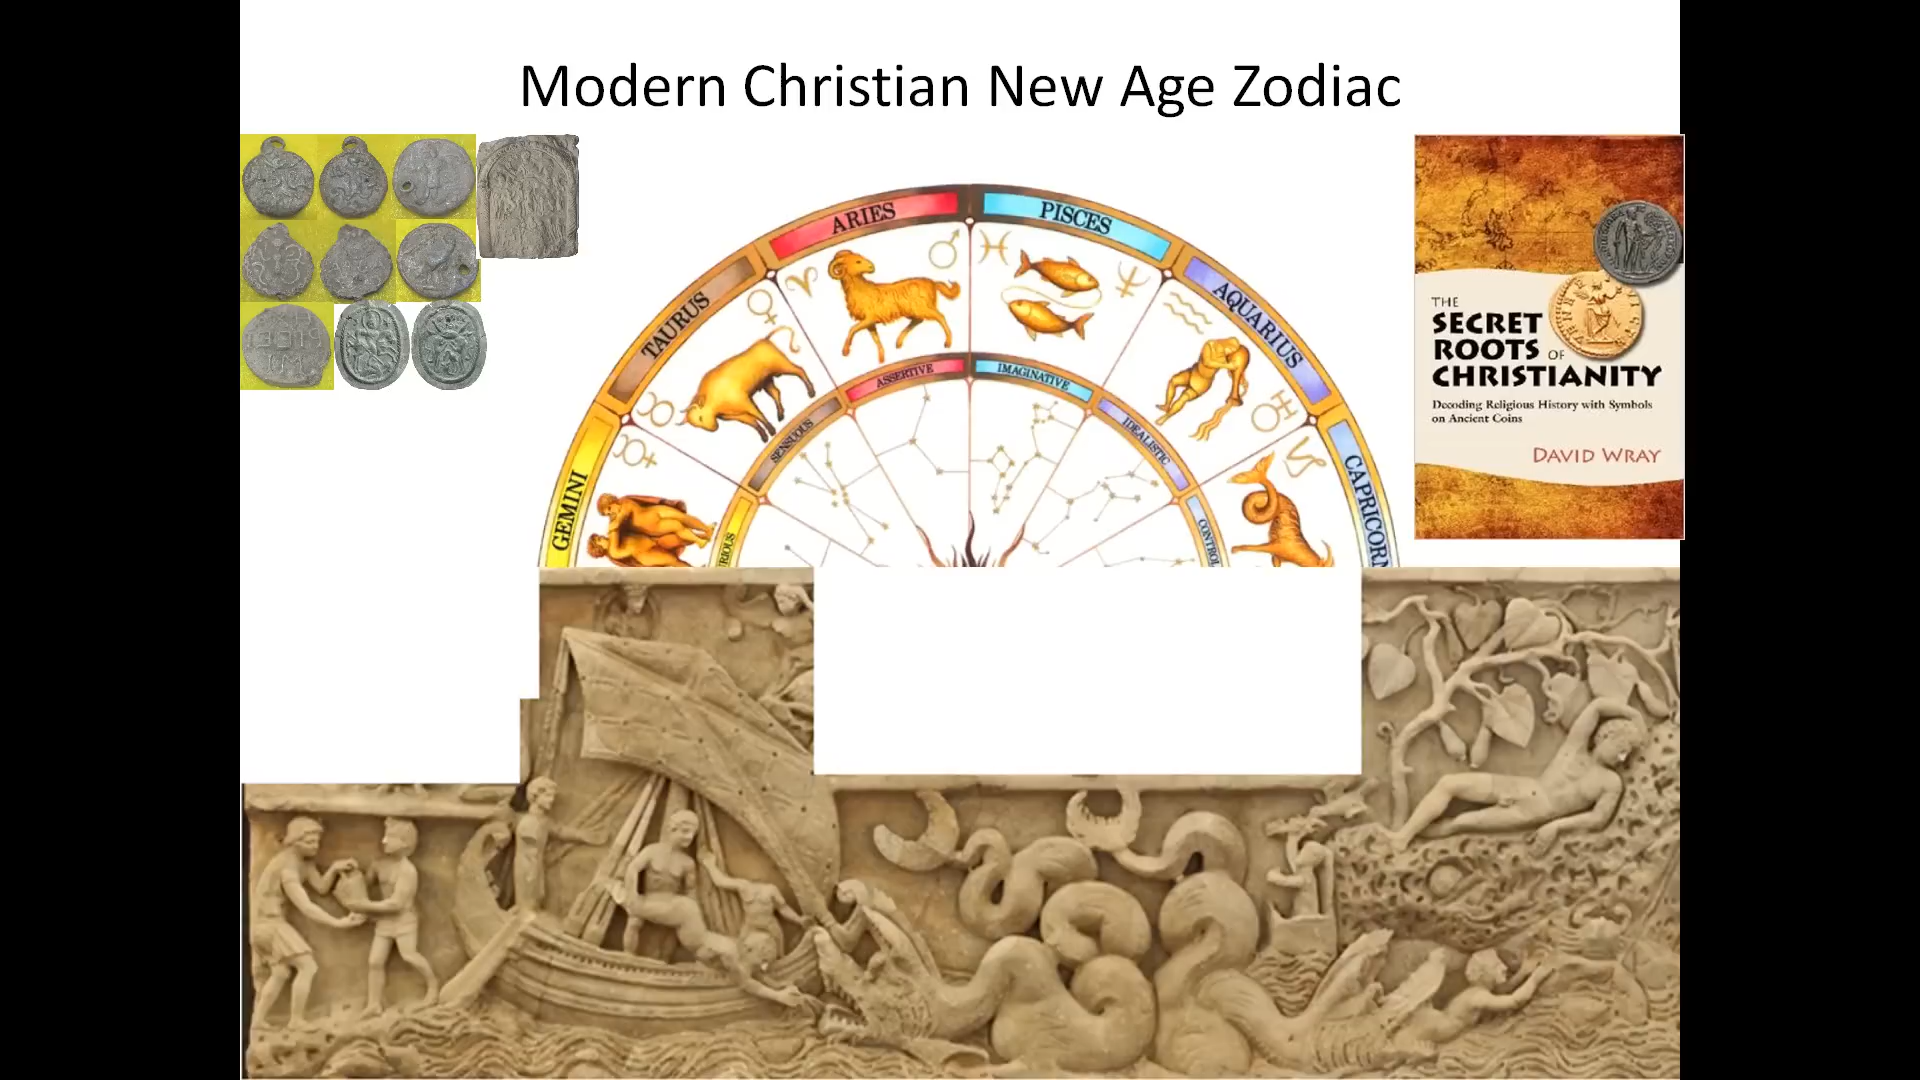 Modern Christian New Age Zodiac
ARIES
PISCES
TAURUS
AQUARIUS
GEMINI
CAPRICORN
ASSERTIVE
IMAGINATIVE
SENSUOUS
IDEALISTIC
THE
SECRET
ROOTS OF
CHRISTIANITY
Decoding Religious History with Symbols
on Ancient Coins
DAVID WRAY